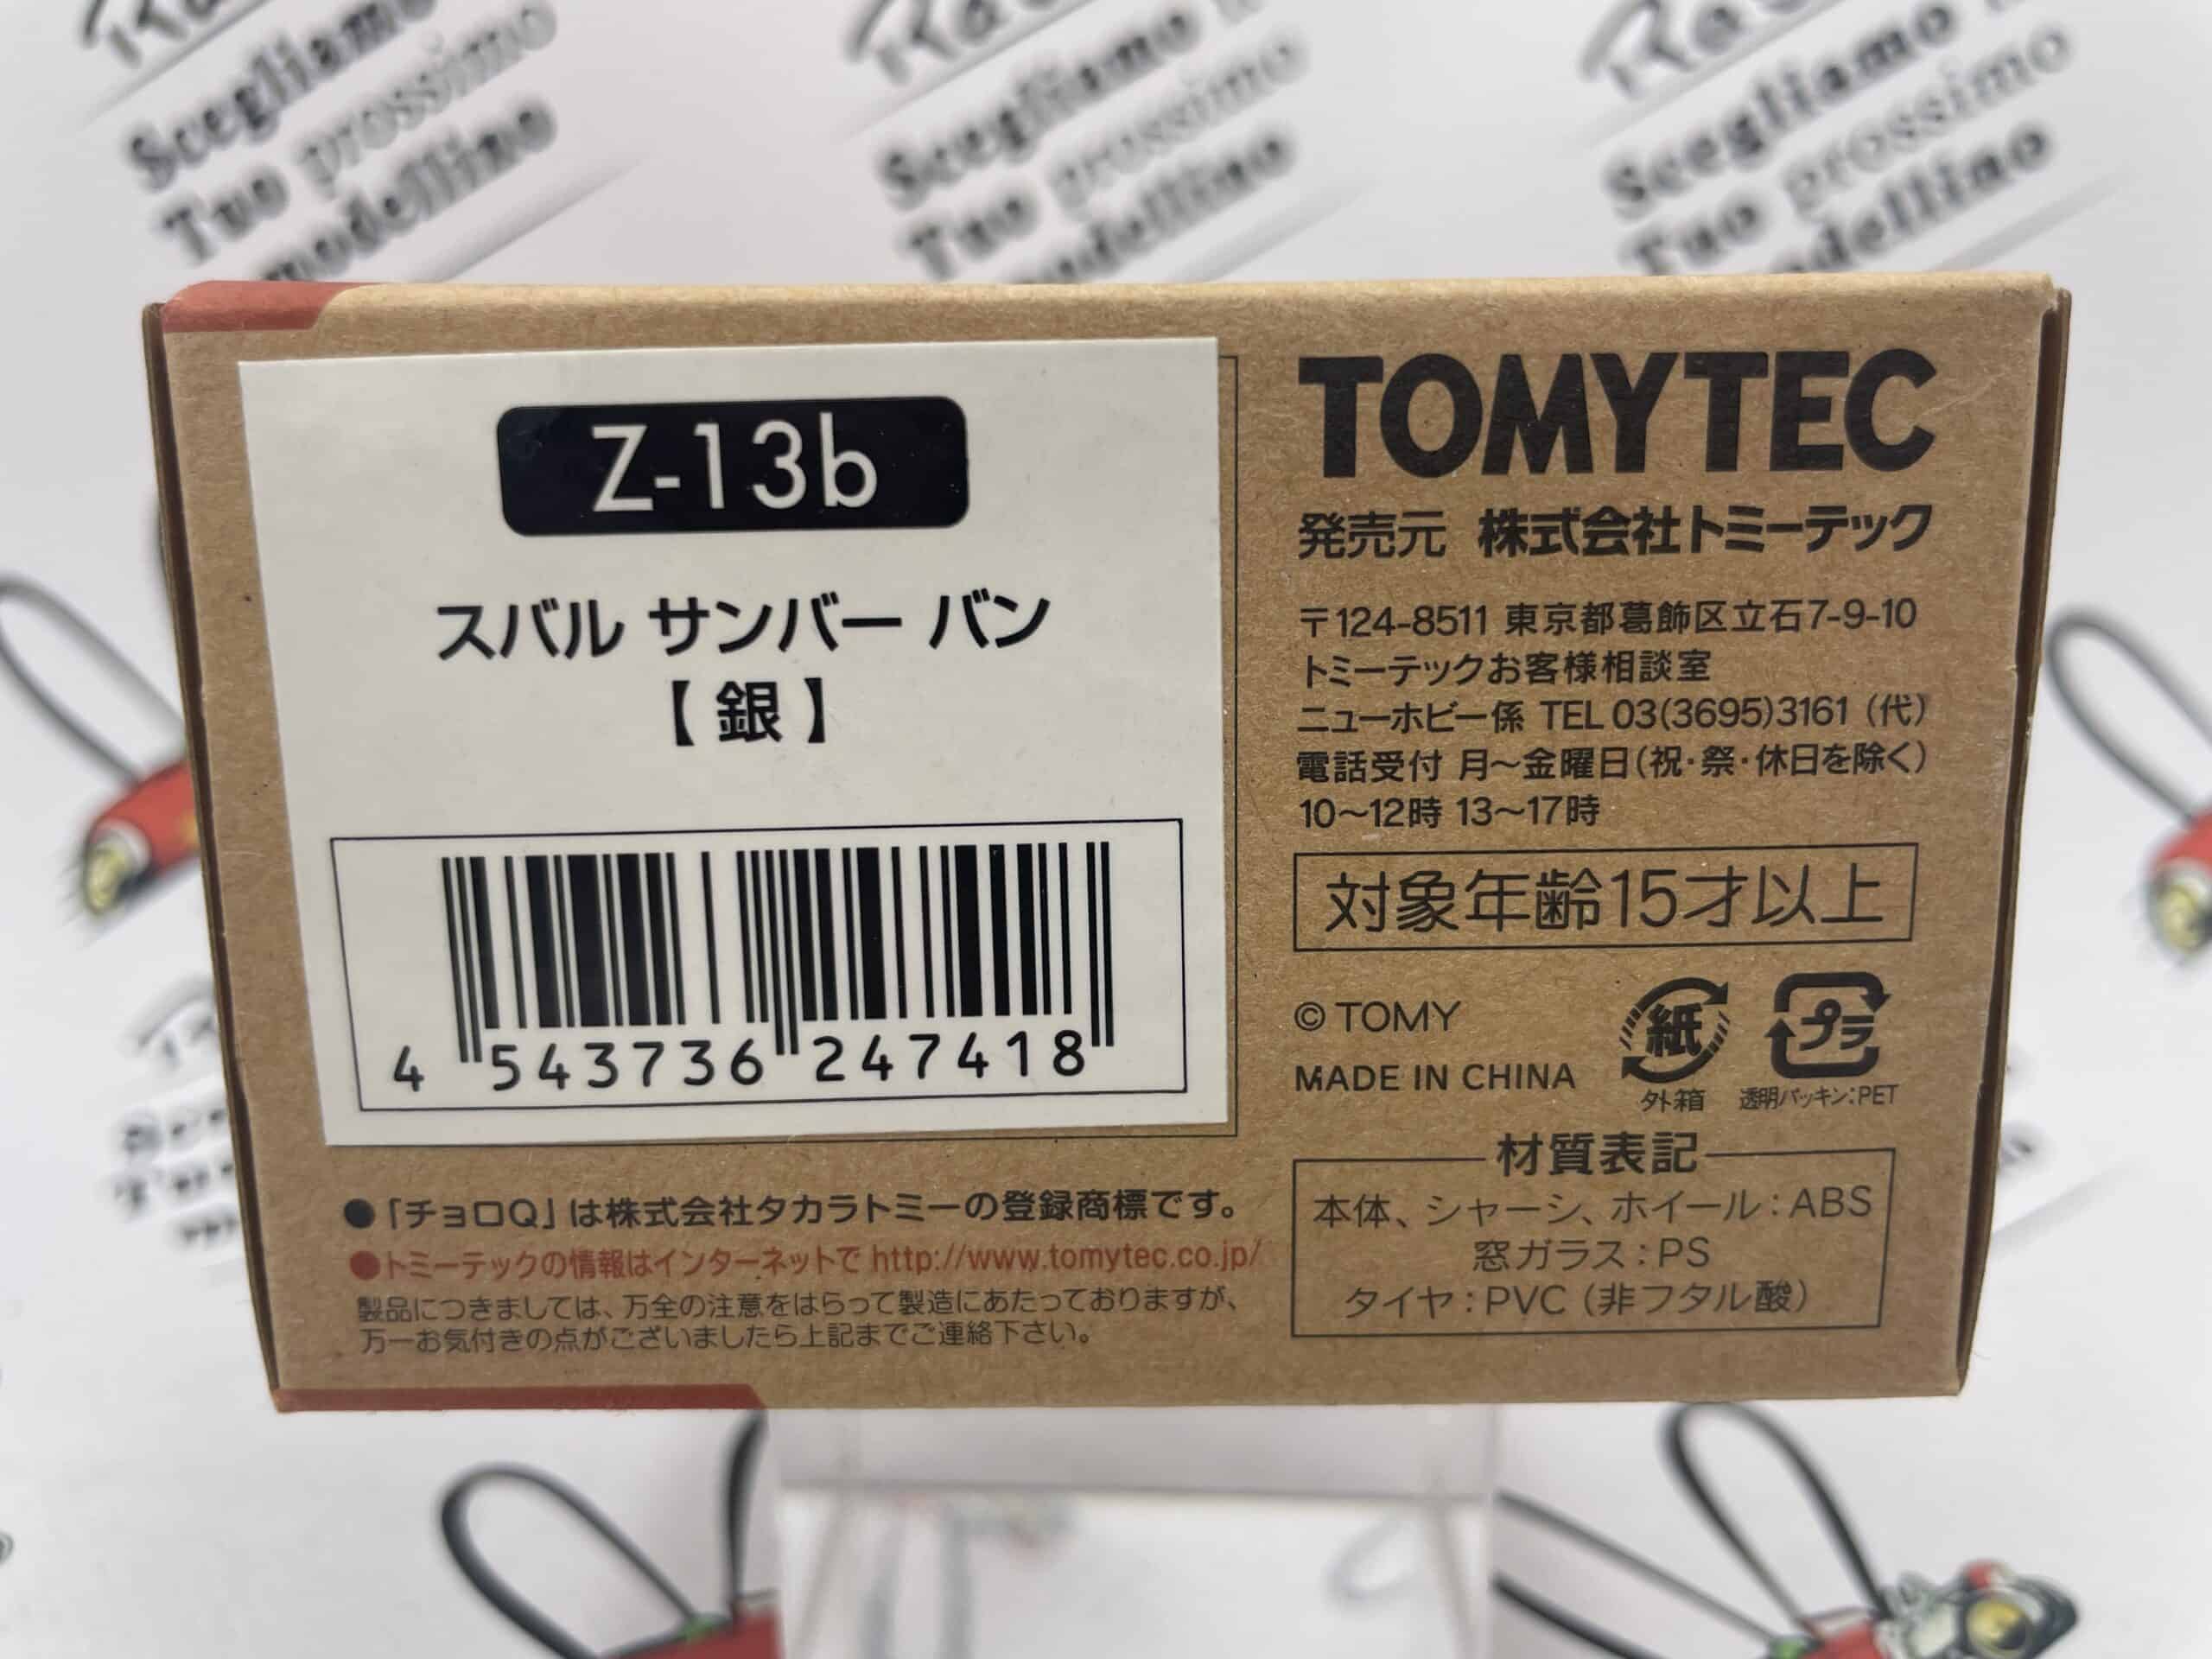 Scegliamo
Tuo prossimo
modellino
Scegliamo
Tuo prossimo
modellino
Scegliamo
Tuo prossimo
modellino
Z-13b
スバル サンバー バン
【 銀 】
4 543736 247418
TOMYTEC
発売元 株式会社トミーテック
〒124-8511 東京都葛飾区立石7-9-10
トミーテックお客様相談室
ニューホビー係 TEL 03(3695)3161 (代)
電話受付 月〜金曜日(祝・祭・休日を除く)
10〜12時 13〜17時
対象年齢15才以上
© TOMY
MADE IN CHINA
紙
外箱
プラ
透明パッキン:PET
材質表記
本体、シャーシ、ホイール:ABS
窓ガラス:PS
タイヤ:PVC (非フタル酸)
●「チョロQ」は株式会社タカラトミーの登録商標です。
●トミーテックの情報はインターネットで http://www.tomytec.co.jp/
製品につきましては、万全の注意をはらって製造にあたっておりますが、
万一お気付きの点がございましたら上記までご連絡下さい。